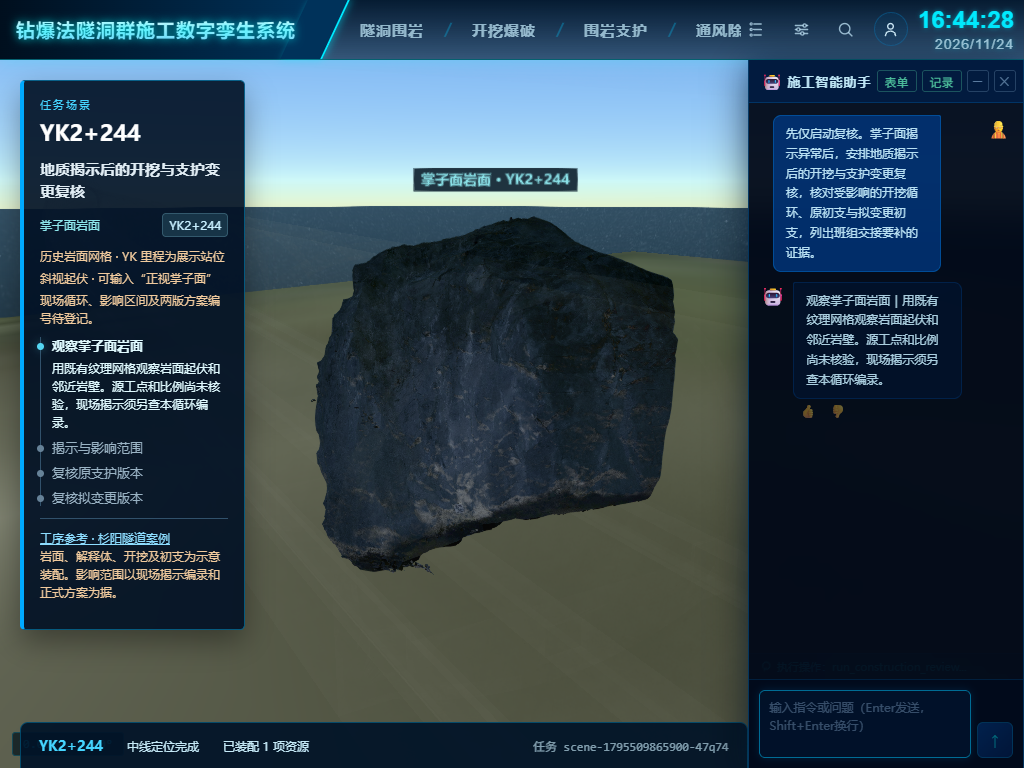 钻爆法隧洞群施工数字孪生系统
隧洞围岩 / 开挖爆破 / 围岩支护 / 通风除
16:44:28
2026/11/24
任务场景
YK2+244
地质揭示后的开挖与支护变
更复核
掌子面岩面 YK2+244
历史岩面网格 · YK 里程为展示站位
斜视起伏 · 可输入“正视掌子面”
现场循环、影响区间及两版方案编
号待登记。
观察掌子面岩面
用既有纹理网格观察岩面起伏和
邻近岩壁。源工点和比例尚未核
验，现场揭示须另查本循环编
录。
揭示与影响范围
复核原支护版本
复核拟变更版本
工序参考 · 杉阳隧道案例
岩面、解释体、开挖及初支为示意
装配。影响范围以现场揭示编录和
正式方案为据。
掌子面岩面 · YK2+244
YK2+244 中线定位完成 已装配 1 项资源 任务 scene-1795509865900-47q74
施工智能助手 表单 记录
先仅启动复核。掌子面揭
示异常后，安排地质揭示
后的开挖与支护变更复
核，核对受影响的开挖循
环、原初支与拟变更初
支，列出班组交接要补的
证据。
观察掌子面岩面 | 用既有
纹理网格观察岩面起伏和
邻近岩壁。源工点和比例
尚未核验，现场揭示须另
查本循环编录。
输入指令或问题（Enter发送，
Shift+Enter换行）